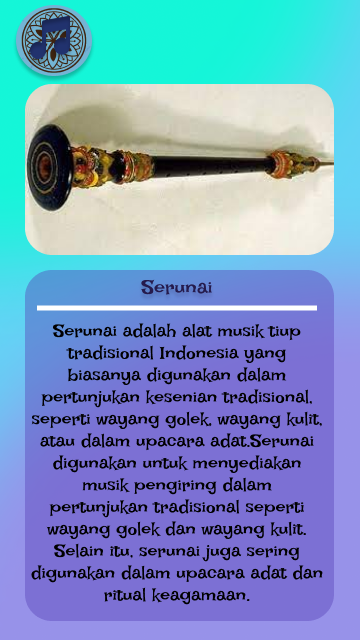 Serunai
Serunai adalah alat musik tiup
tradisional Indonesia yang
biasanya digunakan dalam
pertunjukan kesenian tradisional,
seperti wayang golek, wayang kulit,
atau dalam upacara adat.Serunai
digunakan untuk menyediakan
musik pengiring dalam
pertunjukan tradisional seperti
wayang golek dan wayang kulit.
Selain itu, serunai juga sering
digunakan dalam upacara adat dan
ritual keagamaan.